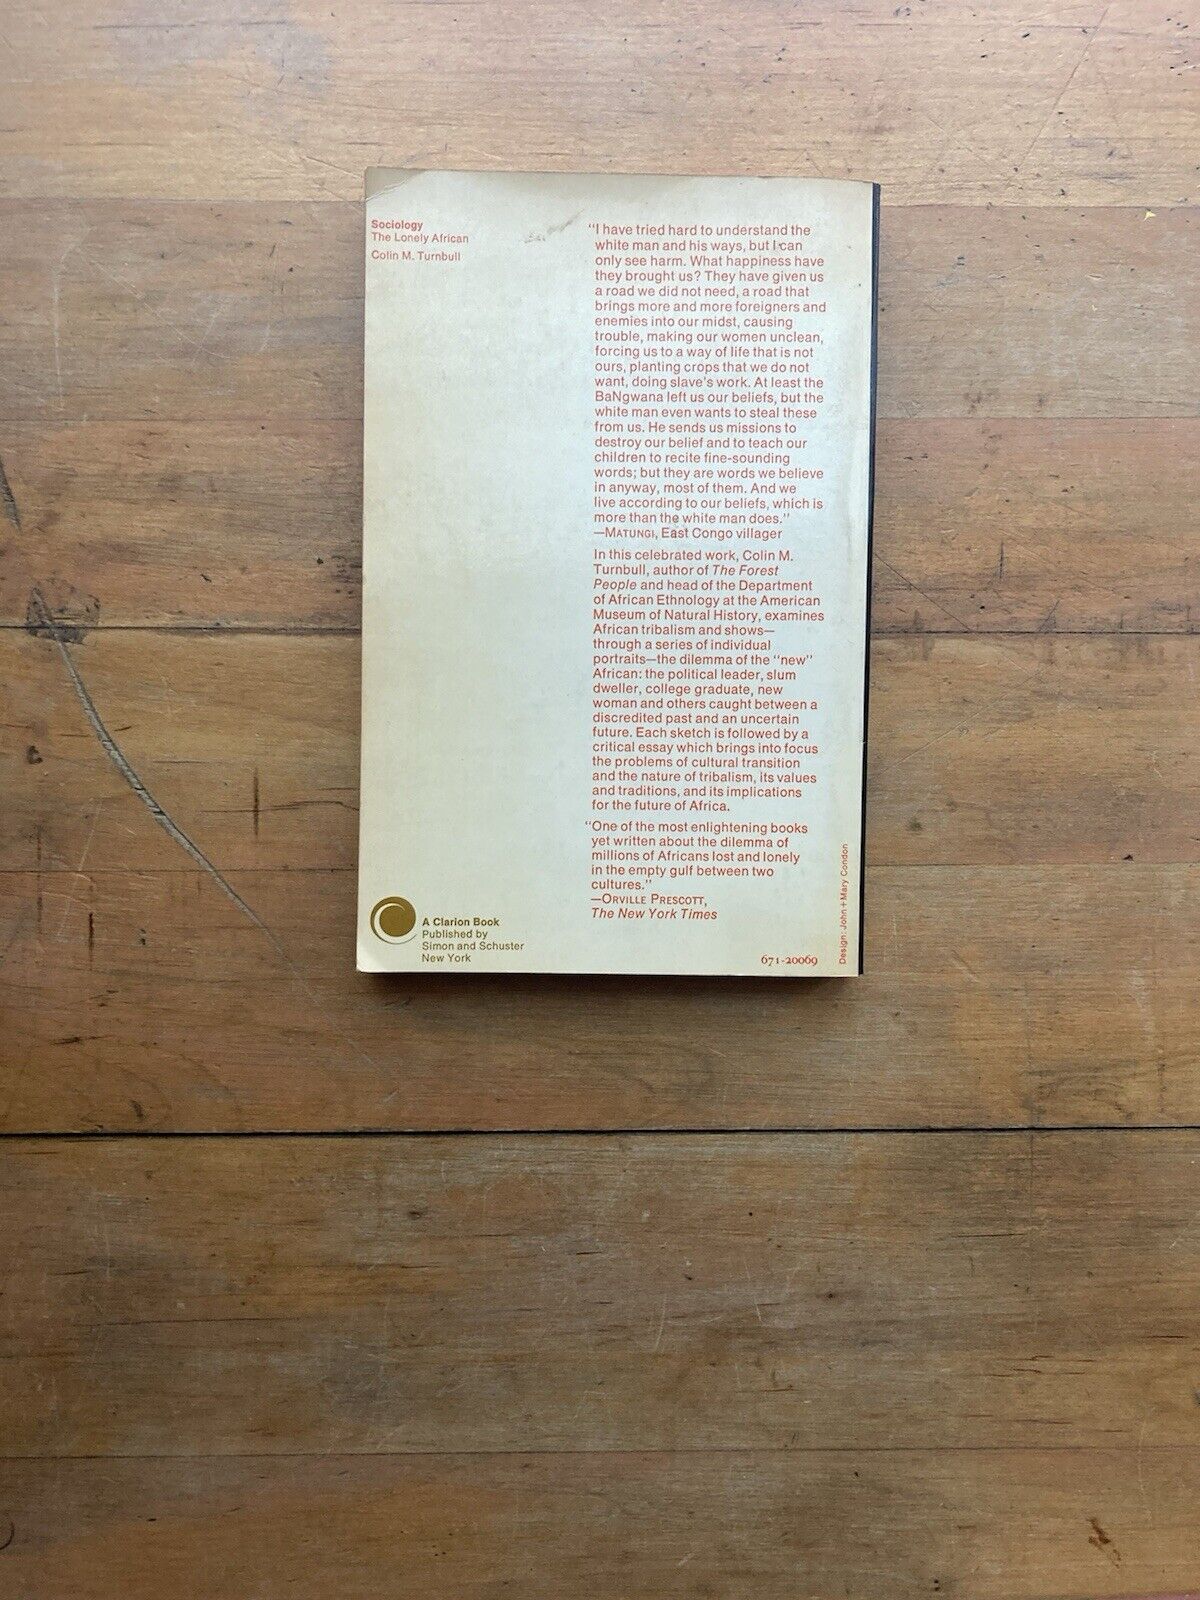 Sociology
The Lonely African
Colin M. Turnbull
“I have tried hard to understand the
white man and his ways, but I can
only see harm. What happiness have
they brought us? They have given us
a road we did not need, a road that
brings more and more foreigners and
enemies into our midst, causing
trouble, making our women unclean,
forcing us to a way of life that is not
ours, planting crops that we do not
want, doing slave's work. At least the
BaNgwana left us our beliefs, but the
white man even wants to steal these
from us. He sends us missions to
destroy our belief and to teach our
children to recite fine-sounding
words; but they are words we believe
in anyway, most of them. And we
live according to our beliefs, which is
more than the white man does.”
—MATUNGI, East Congo villager
In this celebrated work, Colin M.
Turnbull, author of The Forest
People and head of the Department
of African Ethnology at the American
Museum of Natural History, examines
African tribalism and shows—
through a series of individual
portraits—the dilemma of the “new”
African: the political leader, slum
dweller, college graduate, new
woman and others caught between a
discredited past and an uncertain
future. Each sketch is followed by a
critical essay which brings into focus
the problems of cultural transition
and the nature of tribalism, its values
and traditions, and its implications
for the future of Africa.
“One of the most enlightening books
yet written about the dilemma of
millions of Africans lost and lonely
in the empty gulf between two
cultures.”
—ORVILLE PRESCOTT,
The New York Times
A Clarion Book
Published by
Simon and Schuster
New York
671-20069
Design: John + Mary Condon